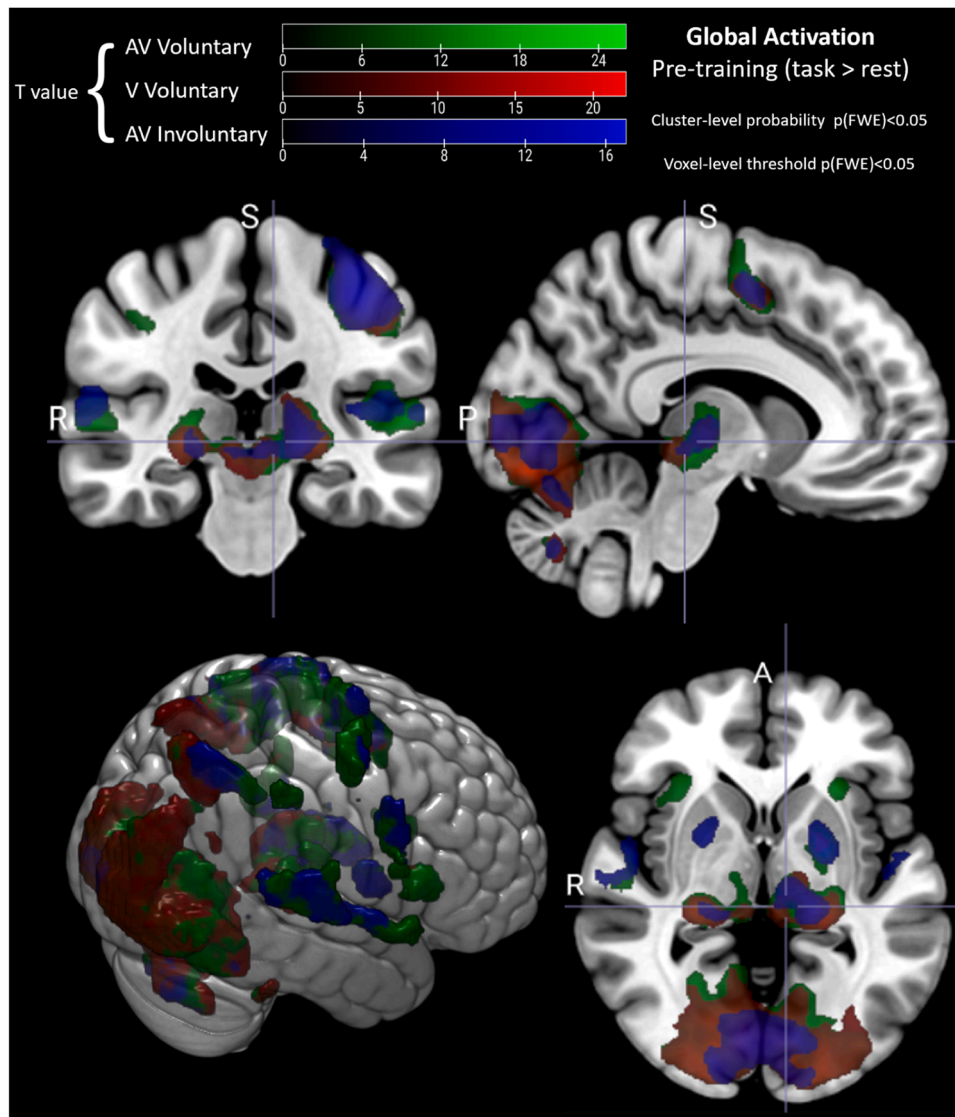 AV Voluntary
0 6 12 18 24
T value { V Voluntary
0 5 10 15 20
AV Involuntary
0 4 8 12 16
Global Activation
Pre-training (task > rest)
Cluster-level probability p(FWE)<0.05
Voxel-level threshold p(FWE)<0.05
S
R
S
P
A
R